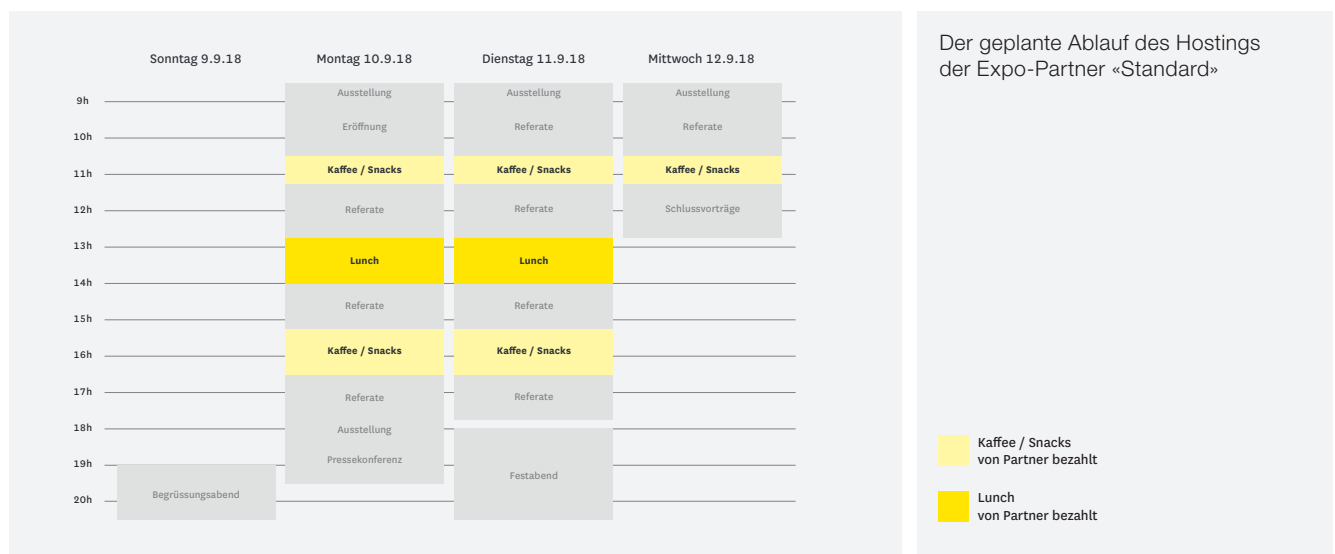 Sonntag 9.9.18 Montag 10.9.18 Dienstag 11.9.18 Mittwoch 12.9.18
Ausstellung Ausstellung Ausstellung
9h
Eröffnung Referate Referate
10h
Kaffee / Snacks Kaffee / Snacks Kaffee / Snacks
11h
12h Referate Referate Schlussvorträge
13h
Lunch Lunch
14h
Referate Referate
15h
16h Kaffee / Snacks Kaffee / Snacks
17h
Referate Referate
18h Ausstellung
Pressekonferenz
19h
Festabend
Begrüssungsabend
20h
Der geplante Ablauf des Hostings
der Expo-Partner «Standard»
Kaffee / Snacks
von Partner bezahlt
Lunch
von Partner bezahlt